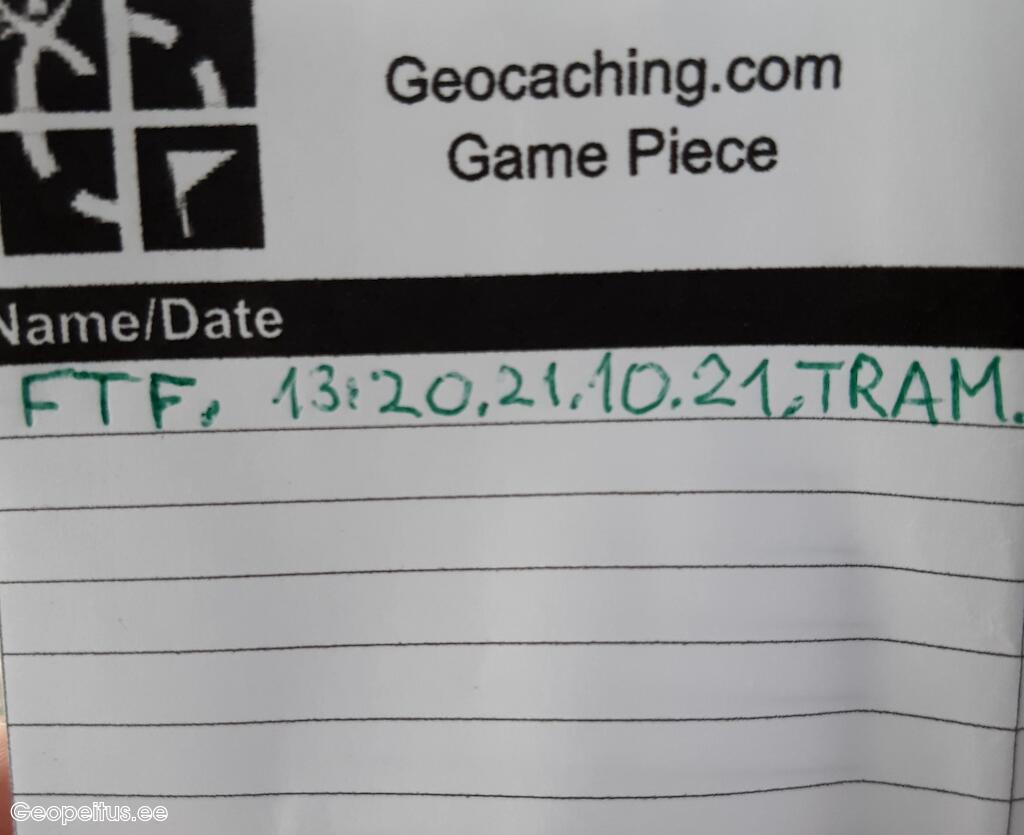 Geocaching.com
Game Piece
Name/Date
FTF. 13:20.21.10.21.TRAM.
Geopeitus.ee